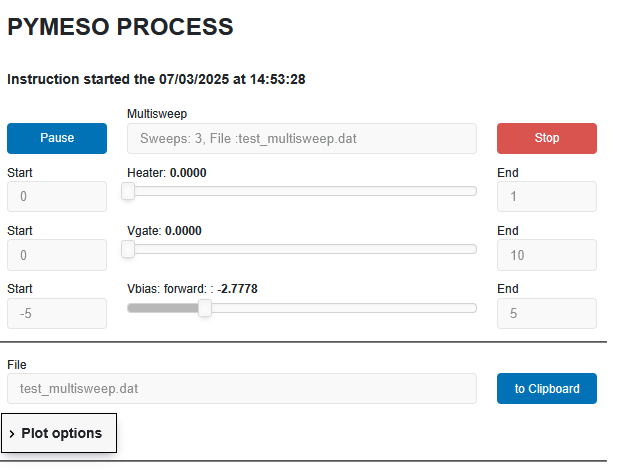 PYMESO PROCESS
Instruction started the 07/03/2025 at 14:53:28
Multisweep
Pause
Sweeps: 3, File :test_multisweep.dat
Stop
Start
Heater: 0.0000
End
0
1
Start
Vgate: 0.0000
End
0
10
Start
Vbias: forward: : -2.7778
End
-5
5
File
test_multisweep.dat
to Clipboard
› Plot options